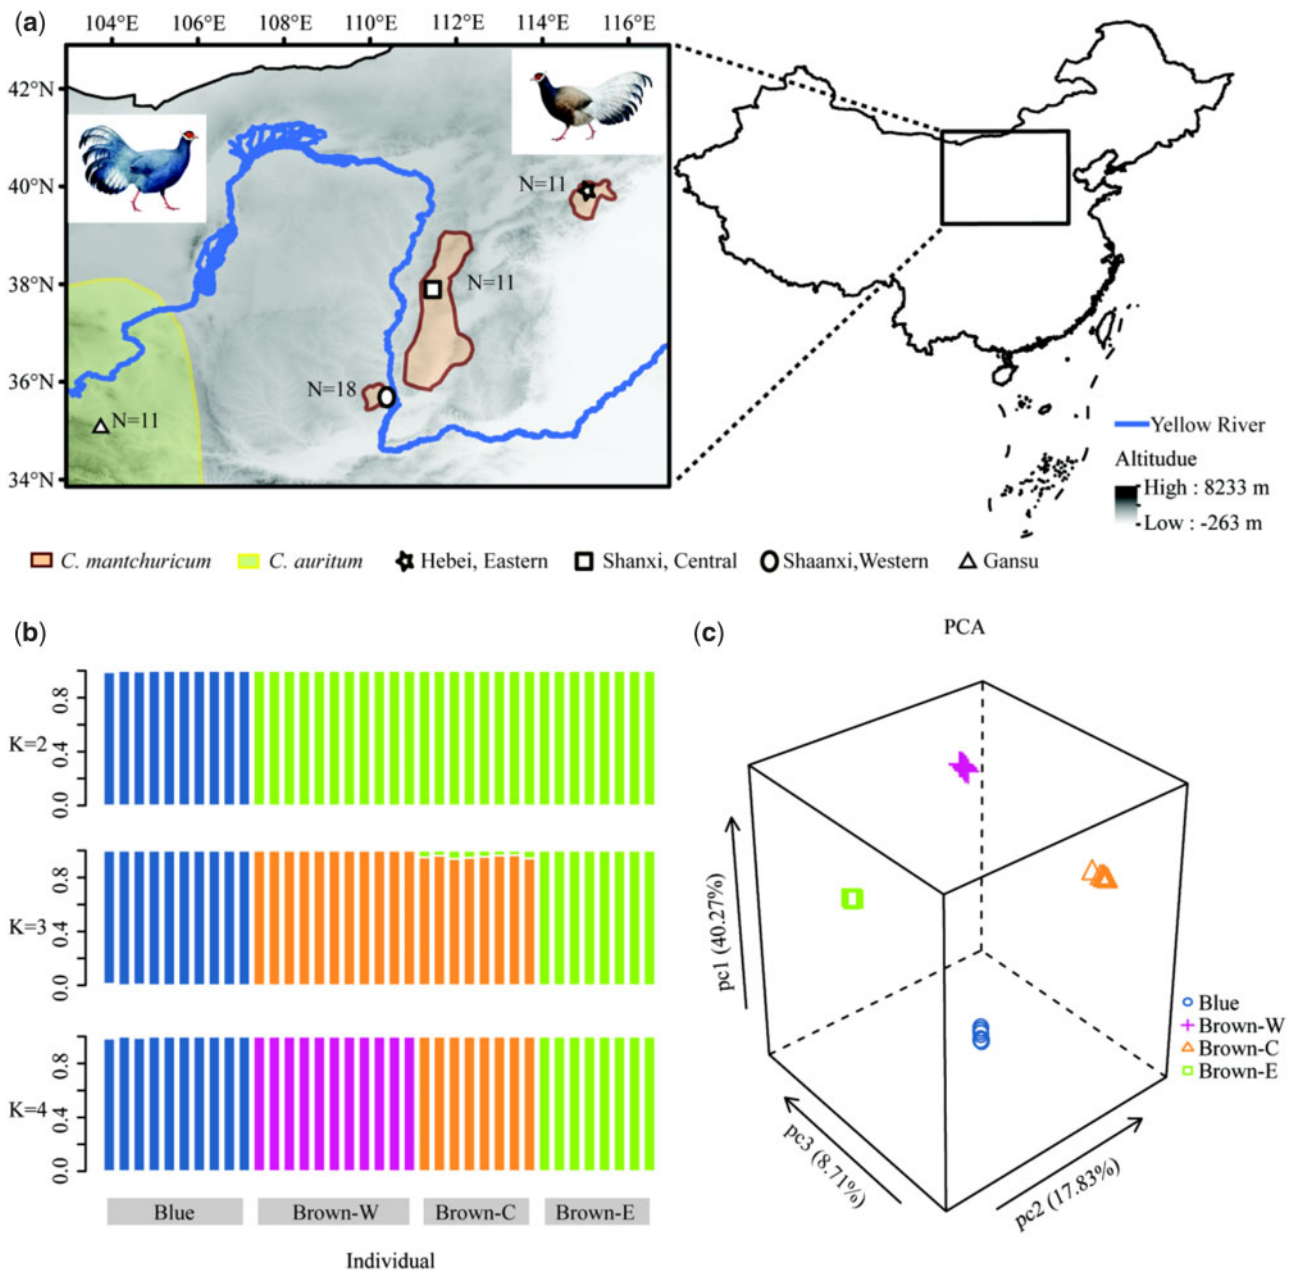 (a)
104°E 106°E 108°E 110°E 112°E 114°E 116°E
42°N
40°N
38°N
36°N
34°N
N=11
N=11
N=18
N=11
Yellow River
Altitudue
High : 8233 m
Low : -263 m
C. mantchuricum C. auritum Hebei, Eastern Shanxi, Central Shaanxi,Western Gansu
(b)
K=2
0.0 0.4 0.8
K=3
0.0 0.4 0.8
K=4
0.0 0.4 0.8
Blue Brown-W Brown-C Brown-E
Individual
(c)
PCA
pc1 (40.27%)
pc3 (8.71%)
pc2 (17.83%)
Blue
Brown-W
Brown-C
Brown-E